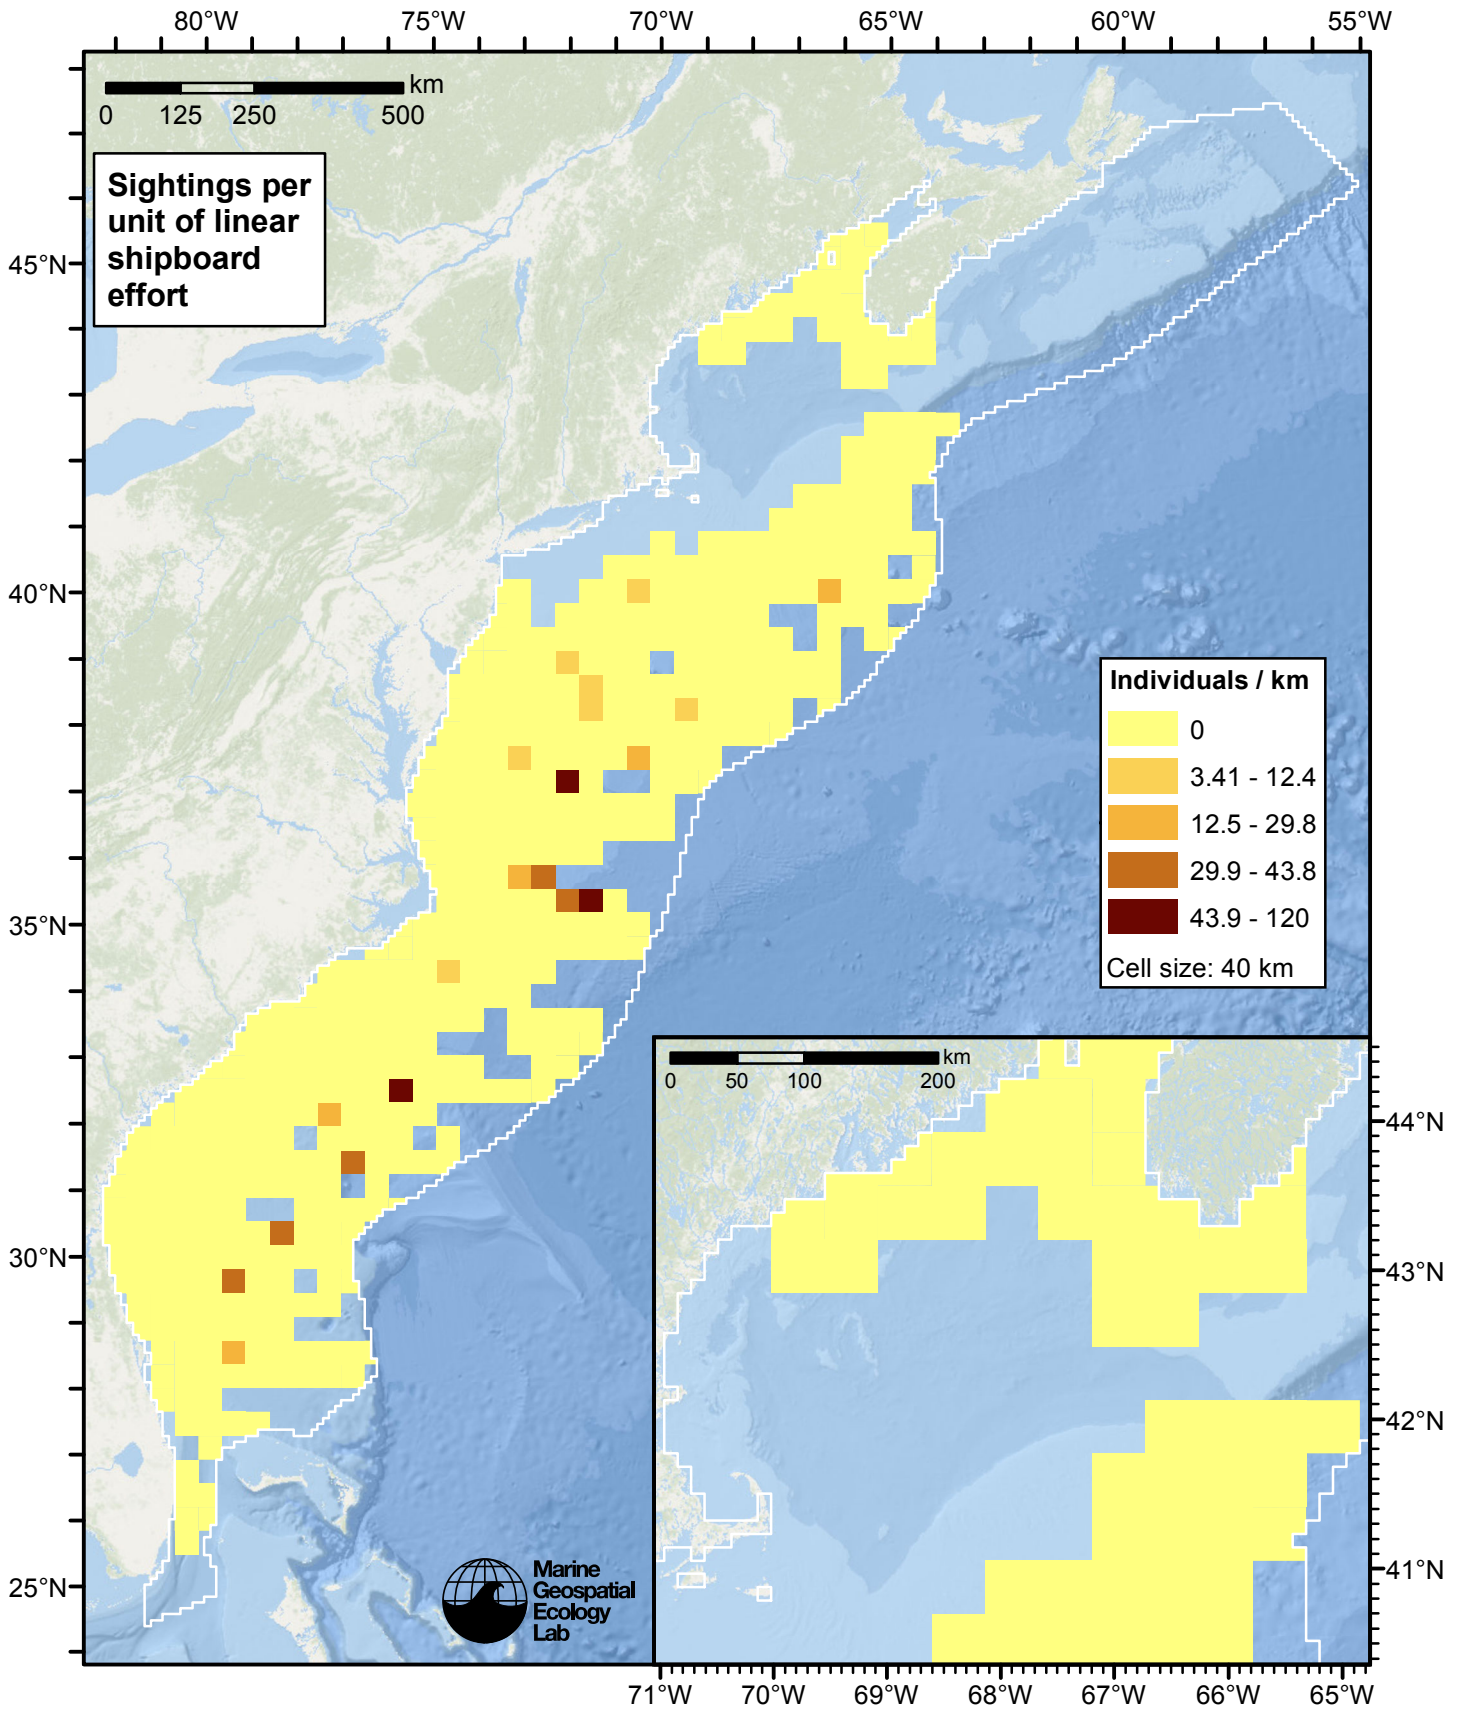 80°W 75°W 70°W 65°W 60°W 55°W
km
0 125 250 500
Sightings per
unit of linear
shipboard
effort
45°N
40°N
35°N
30°N
25°N
Individuals / km
0
3.41 - 12.4
12.5 - 29.8
29.9 - 43.8
43.9 - 120
Cell size: 40 km
km
0 50 100 200
44°N
43°N
42°N
41°N
Marine
Geospatial
Ecology
Lab
71°W 70°W 69°W 68°W 67°W 66°W 65°W